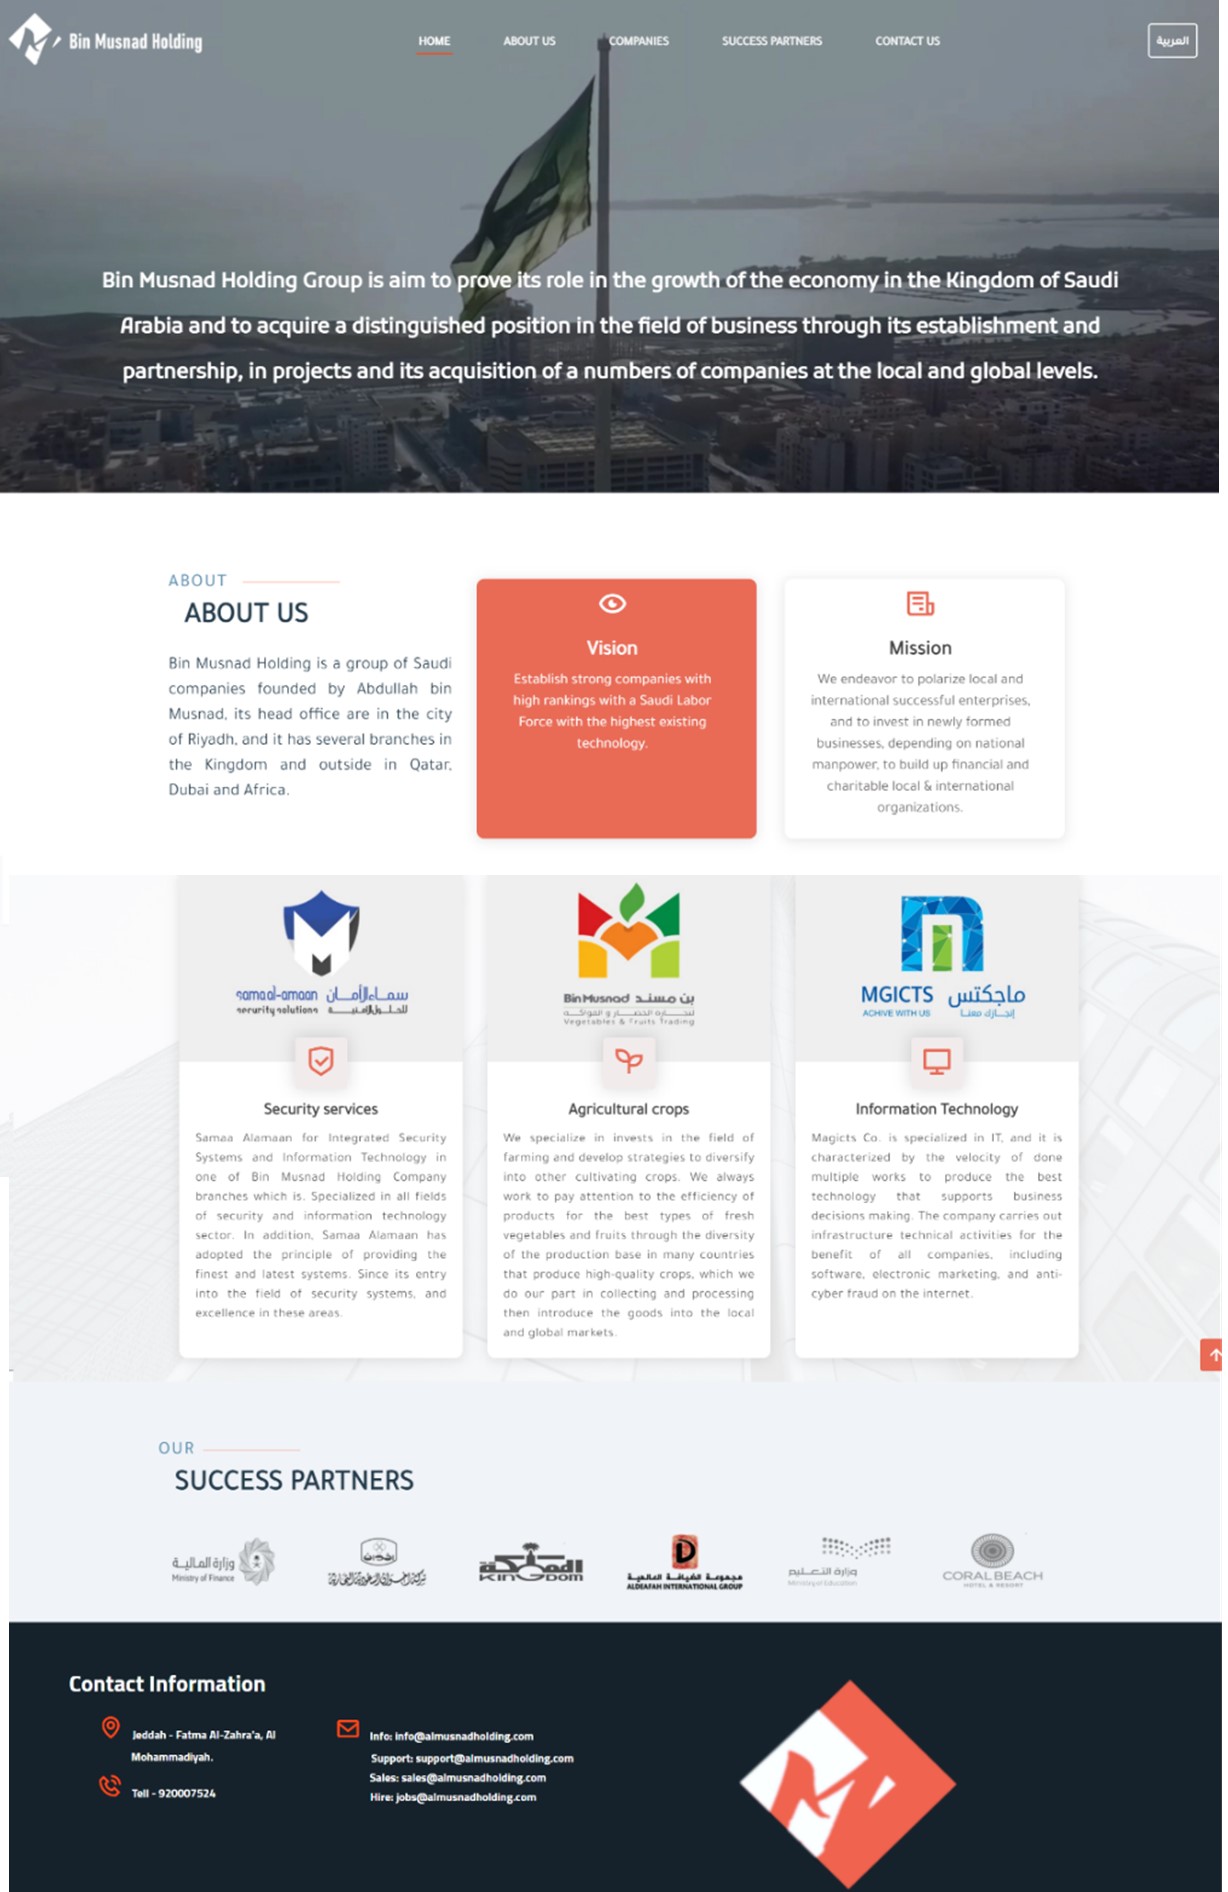 Bin Musnad Holding
HOME
ABOUT US
COMPANIES
SUCCESS PARTNERS
CONTACT US
العربية
Bin Musnad Holding Group is aim to prove its role in the growth of the economy in the Kingdom of Saudi
Arabia and to acquire a distinguished position in the field of business through its establishment and
partnership, in projects and its acquisition of a numbers of companies at the local and global levels.
ABOUT
ABOUT US
Bin Musnad Holding is a group of Saudi
companies founded by Abdullah bin
Musnad, its head office are in the city
of Riyadh, and it has several branches in
the Kingdom and outside in Qatar,
Dubai and Africa.
Vision
Establish strong companies with
high rankings with a Saudi Labor
Force with the highest existing
technology.
Mission
We endeavor to polarize local and
international successful enterprises,
and to invest in newly formed
businesses, depending on national
manpower, to build up financial and
charitable local & international
organizations.
sama al-amaan سماء الأمان
security solutions للحلول الأمنية
Security services
Samaa Alamaan for Integrated Security
Systems and Information Technology in
one of Bin Musnad Holding Company
branches which is. Specialized in all fields
of security and information technology
sector. In addition, Samaa Alamaan has
adopted the principle of providing the
finest and latest systems. Since its entry
into the field of security systems, and
excellence in these areas.
Bin Musnad بن مسند
لتجارة الخضار و الفواكه
Vegetables & Fruits Trading
Agricultural crops
We specialize in invests in the field of
farming and develop strategies to diversify
into other cultivating crops. We always
work to pay attention to the efficiency of
products for the best types of fresh
vegetables and fruits through the diversity
of the production base in many countries
that produce high-quality crops, which we
do our part in collecting and processing
then introduce the goods into the local
and global markets.
MGICTS ماجكتس
ACHIVE WITH US إنجازك معنا
Information Technology
Magicts Co. is specialized in IT, and it is
characterized by the velocity of done
multiple works to produce the best
technology that supports business
decisions making. The company carries out
infrastructure technical activities for the
benefit of all companies, including
software, electronic marketing, and anti-
cyber fraud on the internet.
OUR
SUCCESS PARTNERS
وزارة المالية
Ministry of Finance
المملكة
KINGDOM
مجموعة الضيافة العالمية
ALDEAFAH INTERNATIONAL GROUP
وزارة التعليم
Ministry of Education
CORAL BEACH
HOTEL & RESORT
Contact Information
Jeddah - Fatma Al-Zahra'a, Al
Mohammadiyah.
Tell - 920007524
Info: info@almusnadholding.com
Support: support@almusnadholding.com
Sales: sales@almusnadholding.com
Hire: jobs@almusnadholding.com